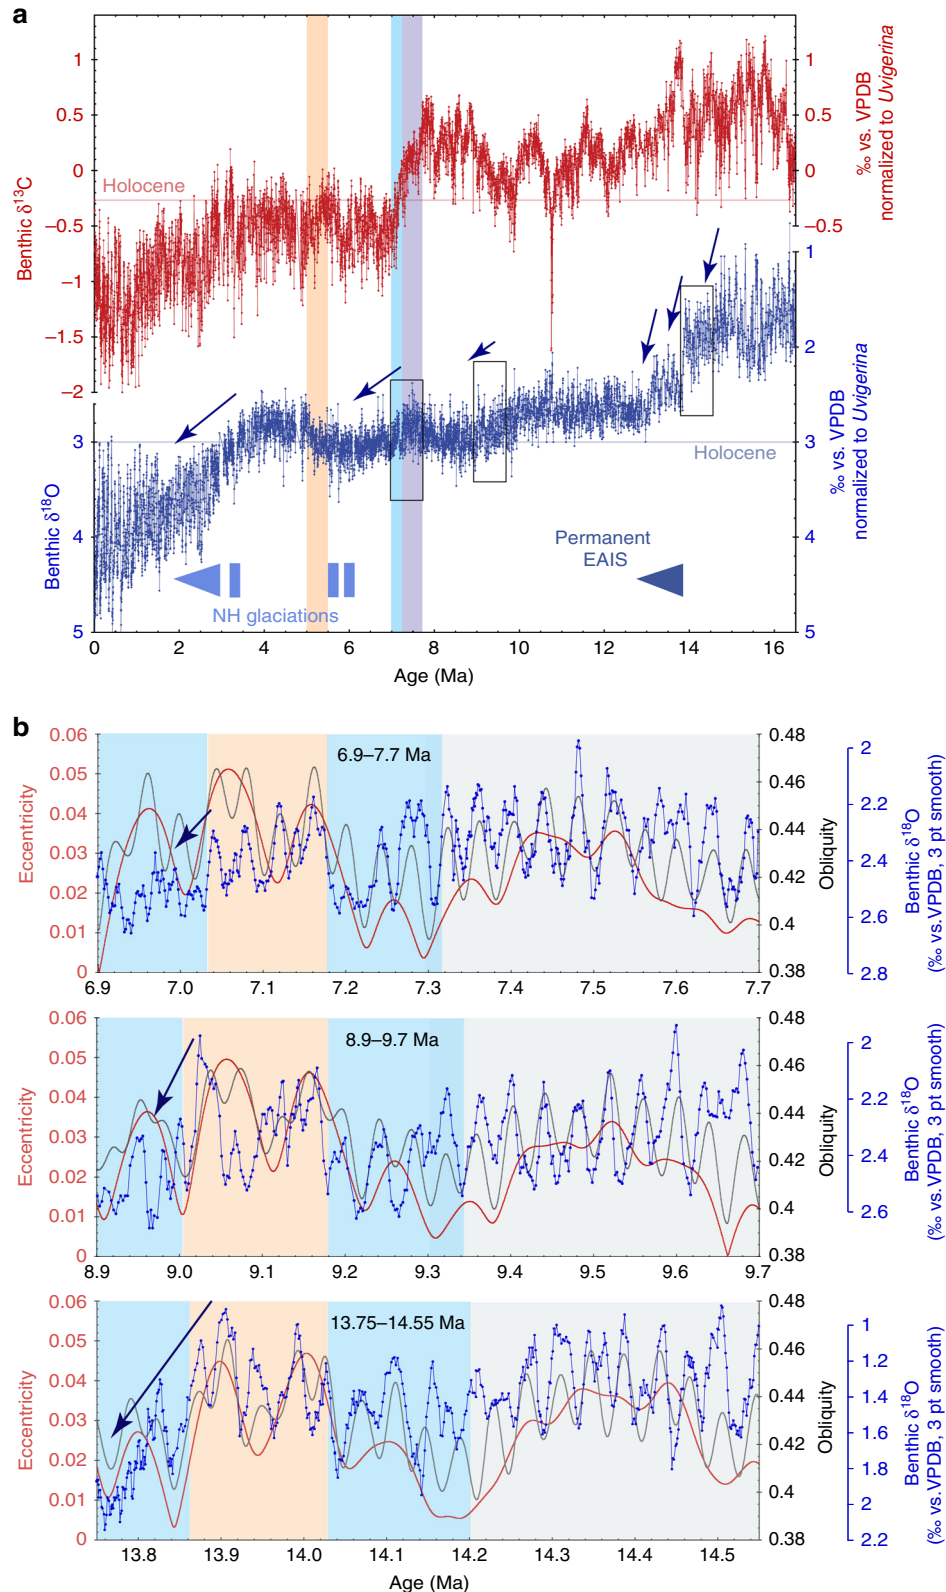 a
Benthic δ13C
1
0.5
0
−0.5
−1
−1.5
−2
1
0.5
0
−0.5
‰ vs. VPDB
normalized to Uvigerina
Holocene
Benthic δ18O
3
4
5
1
2
3
4
5
‰ vs. VPDB
normalized to Uvigerina
Holocene
Permanent
EAIS
NH glaciations
0 2 4 6 8 10 12 14 16
Age (Ma)
b
6.9–7.7 Ma
Eccentricity
0.06
0.05
0.04
0.03
0.02
0.01
0
0.48
0.46
0.44
0.42
0.4
0.38
Obliquity
2
2.2
2.4
2.6
2.8
Benthic δ18O
(‰ vs.VPDB, 3 pt smooth)
6.9 7.0 7.1 7.2 7.3 7.4 7.5 7.6 7.7
8.9–9.7 Ma
Eccentricity
0.06
0.05
0.04
0.03
0.02
0.01
0
0.48
0.46
0.44
0.42
0.4
0.38
Obliquity
2
2.2
2.4
2.6
Benthic δ18O
(‰ vs.VPDB, 3 pt smooth)
8.9 9.0 9.1 9.2 9.3 9.4 9.5 9.6 9.7
13.75–14.55 Ma
Eccentricity
0.06
0.05
0.04
0.03
0.02
0.01
0
0.48
0.46
0.44
0.42
0.4
0.38
Obliquity
1
1.2
1.4
1.6
1.8
2
2.2
Benthic δ18O
(‰ vs.VPDB, 3 pt smooth)
13.8 13.9 14.0 14.1 14.2 14.3 14.4 14.5
Age (Ma)